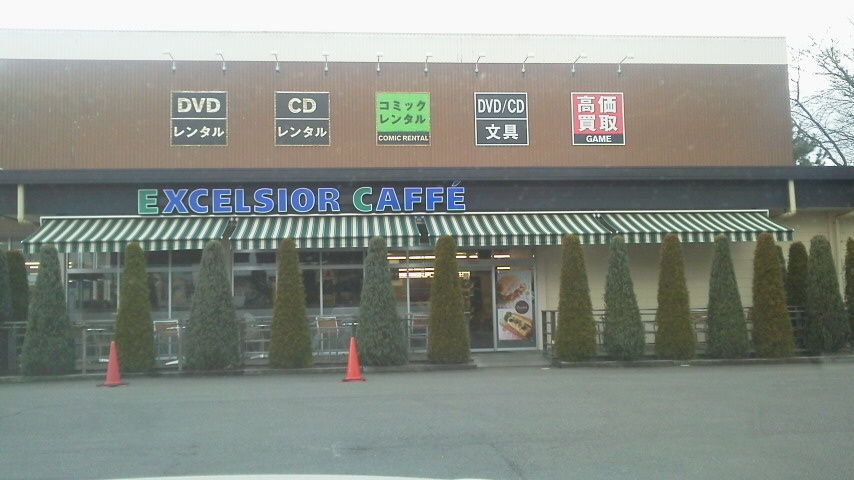 DVD
レンタル
CD
レンタル
コミック
レンタル
COMIC RENTAL
DVD/CD
文具
高価
買取
GAME
EXCELSIOR CAFFÉ